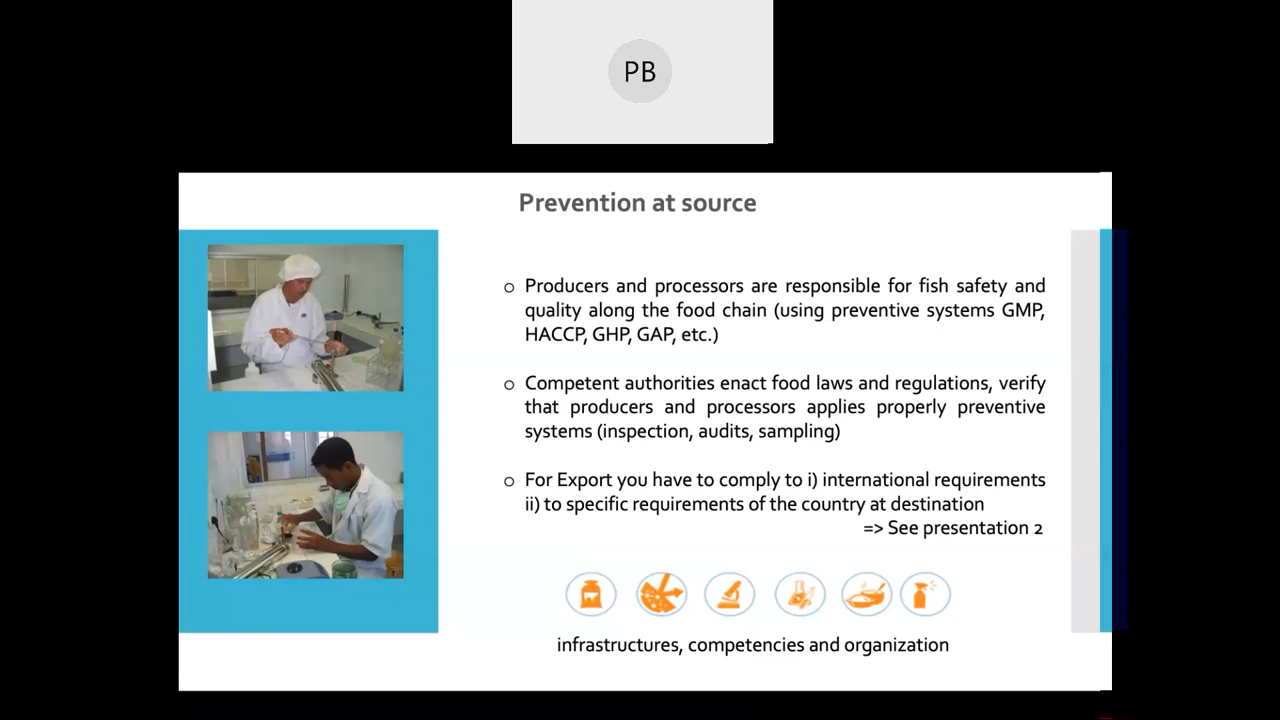 PB
Prevention at source
o Producers and processors are responsible for fish safety and
quality along the food chain (using preventive systems GMP,
HACCP, GHP, GAP, etc.)
o Competent authorities enact food laws and regulations, verify
that producers and processors applies properly preventive
systems (inspection, audits, sampling)
o For Export you have to comply to i) international requirements
ii) to specific requirements of the country at destination
=> See presentation 2
infrastructures, competencies and organization